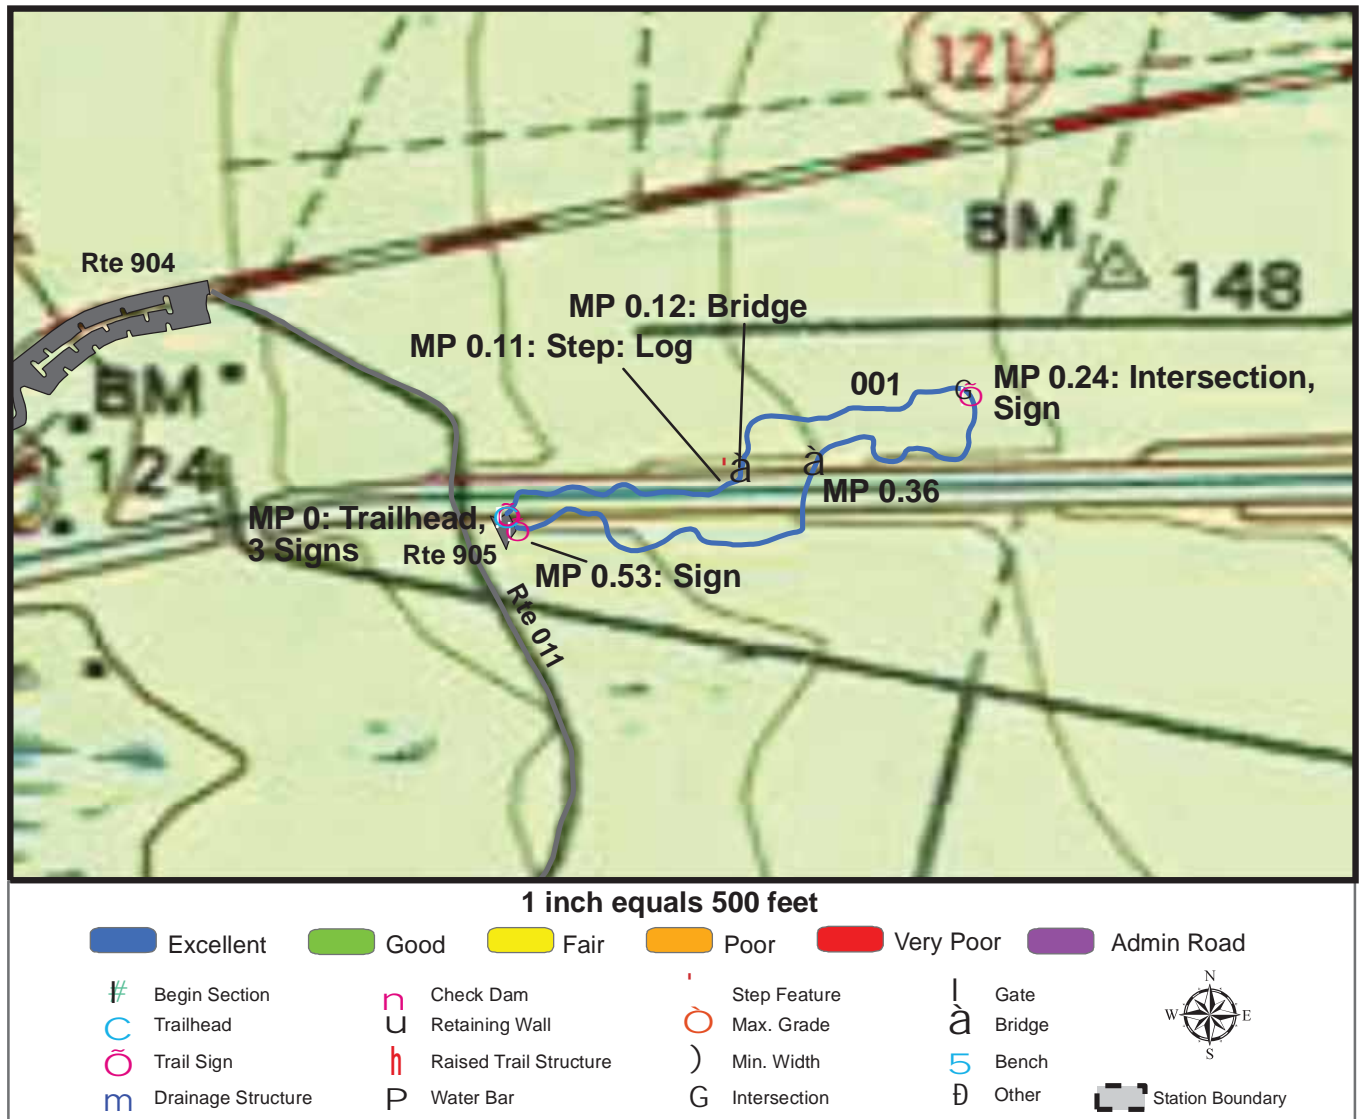 121
BM
148
Rte 904
MP 0.12: Bridge
MP 0.11: Step: Log
BM
124
001
MP 0.24: Intersection,
Sign
MP 0.36
MP 0: Trailhead,
3 Signs
Rte 905
MP 0.53: Sign
Rte 011
1 inch equals 500 feet
Excellent Good Fair Poor Very Poor Admin Road
Begin Section Check Dam Step Feature Gate
Trailhead Retaining Wall Max. Grade Bridge
Trail Sign Raised Trail Structure Min. Width Bench
Drainage Structure Water Bar Intersection Other Station Boundary
N
W E
S